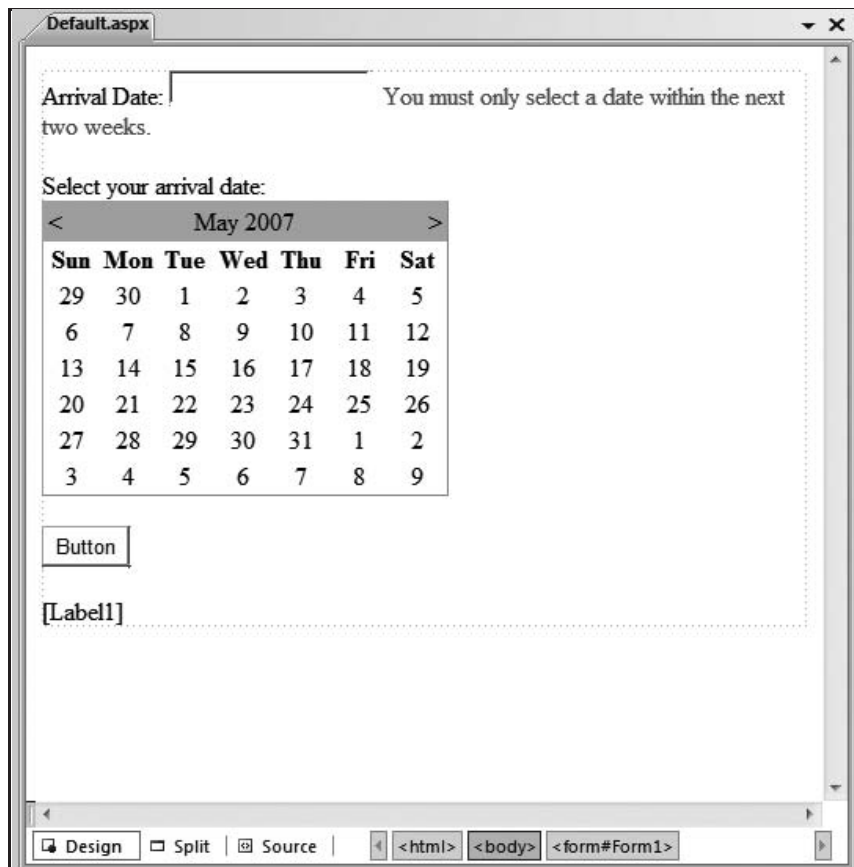 Default.aspx
Arrival Date: You must only select a date within the next
two weeks.
Select your arrival date:
< May 2007 >
Sun Mon Tue Wed Thu Fri Sat
29 30 1 2 3 4 5
6 7 8 9 10 11 12
13 14 15 16 17 18 19
20 21 22 23 24 25 26
27 28 29 30 31 1 2
3 4 5 6 7 8 9
Button
[Label1]
Design Split Source <html> <body> <form#Form1>